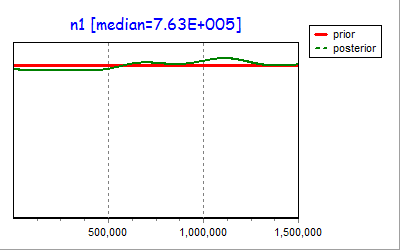 n1 [median=7.63E+005]
prior
posterior
500,000
1,000,000
1,500,000